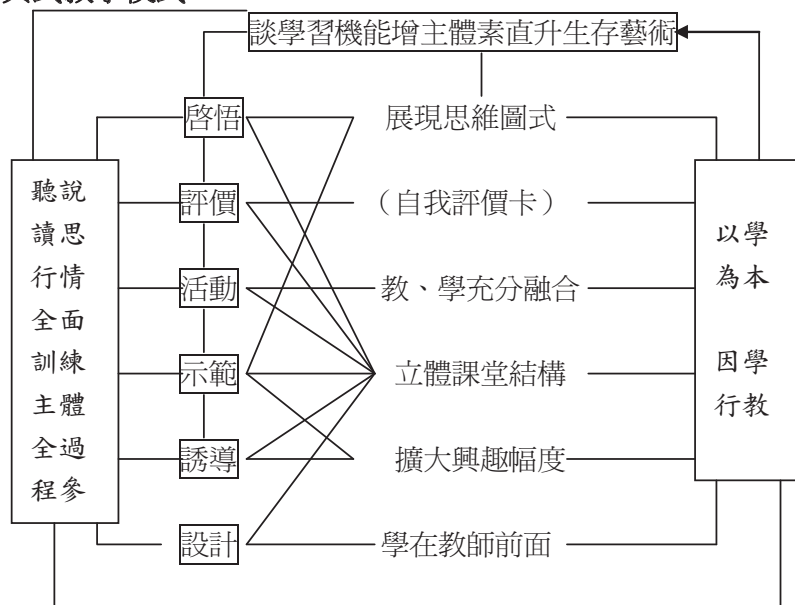 談學習機能增主體素直升生存藝術
啓悟
展現思維圖式
評價
（自我評價卡）
活動
教、學充分融合
示範
立體課堂結構
誘導
擴大興趣幅度
設計
學在教師前面
聽說
讀思
行情
全面
訓練
主體
全過
程參
以學
為本
因學
行教